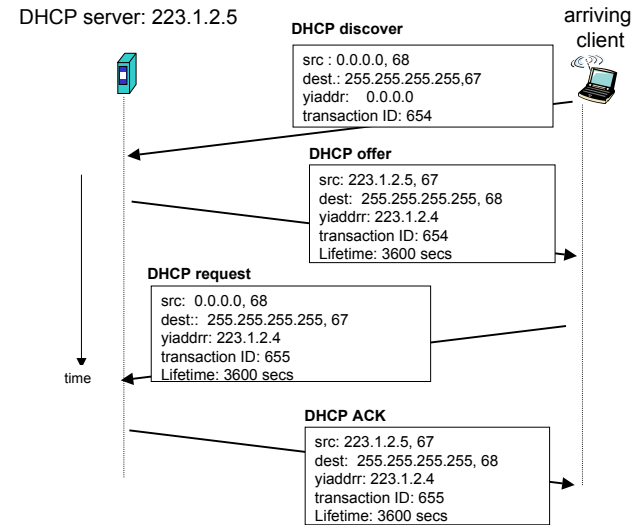 DHCP server: 223.1.2.5
arriving
client
DHCP discover
src : 0.0.0.0, 68
dest.: 255.255.255.255,67
yiaddr: 0.0.0.0
transaction ID: 654
DHCP offer
src: 223.1.2.5, 67
dest: 255.255.255.255, 68
yiaddrr: 223.1.2.4
transaction ID: 654
Lifetime: 3600 secs
DHCP request
src: 0.0.0.0, 68
dest:: 255.255.255.255, 67
yiaddrr: 223.1.2.4
transaction ID: 655
Lifetime: 3600 secs
time
DHCP ACK
src: 223.1.2.5, 67
dest: 255.255.255.255, 68
yiaddrr: 223.1.2.4
transaction ID: 655
Lifetime: 3600 secs